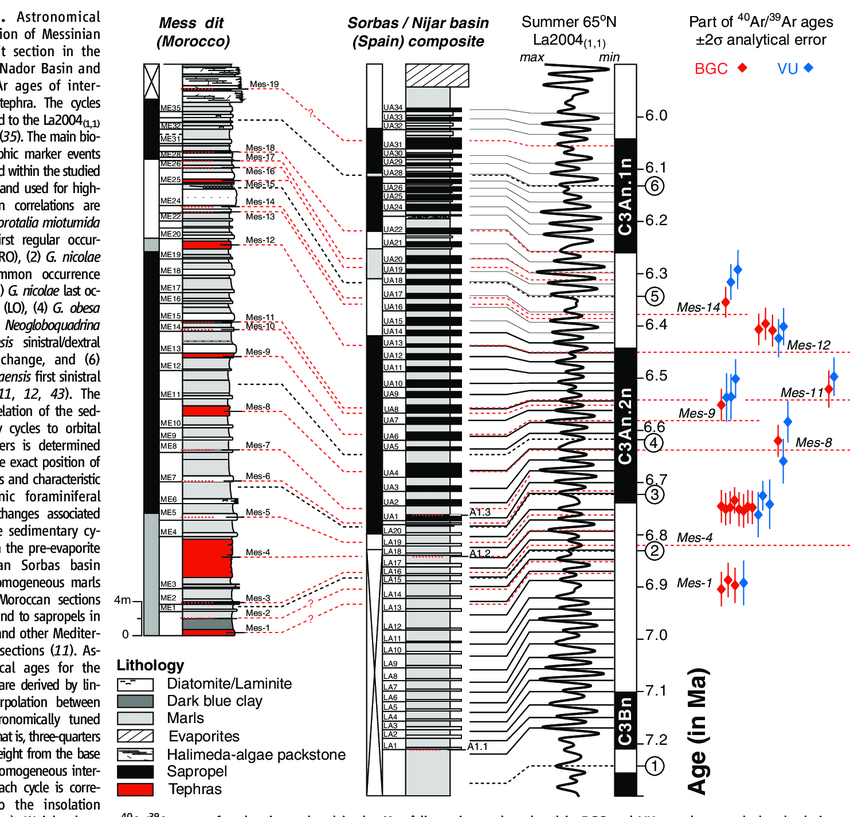 . Astronomical
ion of Messinian
it section in the
Nador Basin and
Ar ages of inter-
tephra. The cycles
d to the La2004(1,1)
(35). The main bio-
phic marker events
d within the studied
and used for high-
n correlations are
orotalia miotumida
irst regular occur-
RO), (2) G. nicolae
mmon occurrence
) G. nicolae last oc-
(LO), (4) G. obesa
Neogloboquadrina
nsis sinistral/dextral
change, and (6)
aensis first sinistral
11, 12, 43). The
elation of the sed-
y cycles to orbital
ers is determined
e exact position of
s and characteristic
nic foraminiferal
changes associated
e sedimentary cy-
n the pre-evaporite
an Sorbas basin
omogeneous marls
Moroccan sections
nd to sapropels in
and other Mediter-
sections (11). As-
cal ages for the
are derived by lin-
rpolation between
ronomically tuned
hat is, three-quarters
eight from the base
omogeneous inter-
ach cycle is corre-
o the insolation
Mess dit
(Morocco)
Mes-19
ME35
ME32
ME31
Mes-18
ME28
Mes-17
ME26
Mes-16
ME25
Mes-15
ME24
Mes-14
ME22
Mes-13
ME20
Mes-12
ME19
ME18
ME17
ME16
ME15
Mes-11
ME14
Mes-10
ME13
Mes-9
ME12
ME11
Mes-8
ME10
ME9
ME8
Mes-7
ME7
Mes-6
ME6
ME5
Mes-5
ME4
Mes-4
ME3
ME2
Mes-3
ME1
Mes-2
Mes-1
4m
0
?
?
Sorbas / Nijar basin
(Spain) composite
UA34
UA33
UA32
UA31
UA30
UA29
UA28
UA26
UA25
UA24
UA22
UA21
UA20
UA19
UA18
UA17
UA16
UA14
UA13
UA12
UA11
UA10
UA9
UA8
UA7
UA6
UA5
UA4
UA3
UA2
UA1
A1.3
LA20
LA19
LA18
A1.2
LA17
LA16
LA15
LA14
LA13
LA12
LA11
LA10
LA9
LA8
LA7
LA6
LA5
LA4
LA3
LA2
LA1
A1.1
Summer 65°N
La2004(1,1)
max
min
C3An.1n
C3An.2n
C3Bn
6.0
6.1
6
6.2
6.3
5
6.4
6.5
6.6
4
6.7
3
6.8
2
6.9
7.0
7.1
7.2
1
Age (in Ma)
Part of 40Ar/39Ar ages
±2σ analytical error
BGC
VU
Mes-14
Mes-12
Mes-11
Mes-9
Mes-8
Mes-4
Mes-1
Lithology
Diatomite/Laminite
Dark blue clay
Marls
Evaporites
Halimeda-algae packstone
Sapropel
Tephras